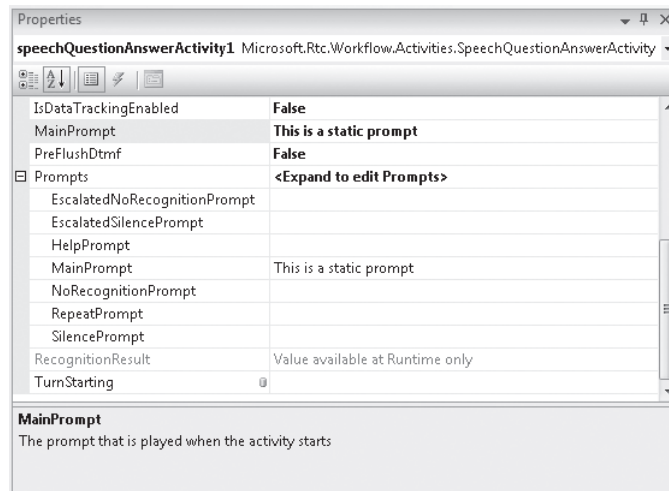 Properties
speechQuestionAnswerActivity1 Microsoft.Rtc.Workflow.Activities.SpeechQuestionAnswerActivity
IsDataTrackingEnabled False
MainPrompt This is a static prompt
PreFlushDtmf False
Prompts <Expand to edit Prompts>
EscalatedNoRecognitionPrompt
EscalatedSilencePrompt
HelpPrompt
MainPrompt This is a static prompt
NoRecognitionPrompt
RepeatPrompt
SilencePrompt
RecognitionResult Value available at Runtime only
TurnStarting
MainPrompt
The prompt that is played when the activity starts